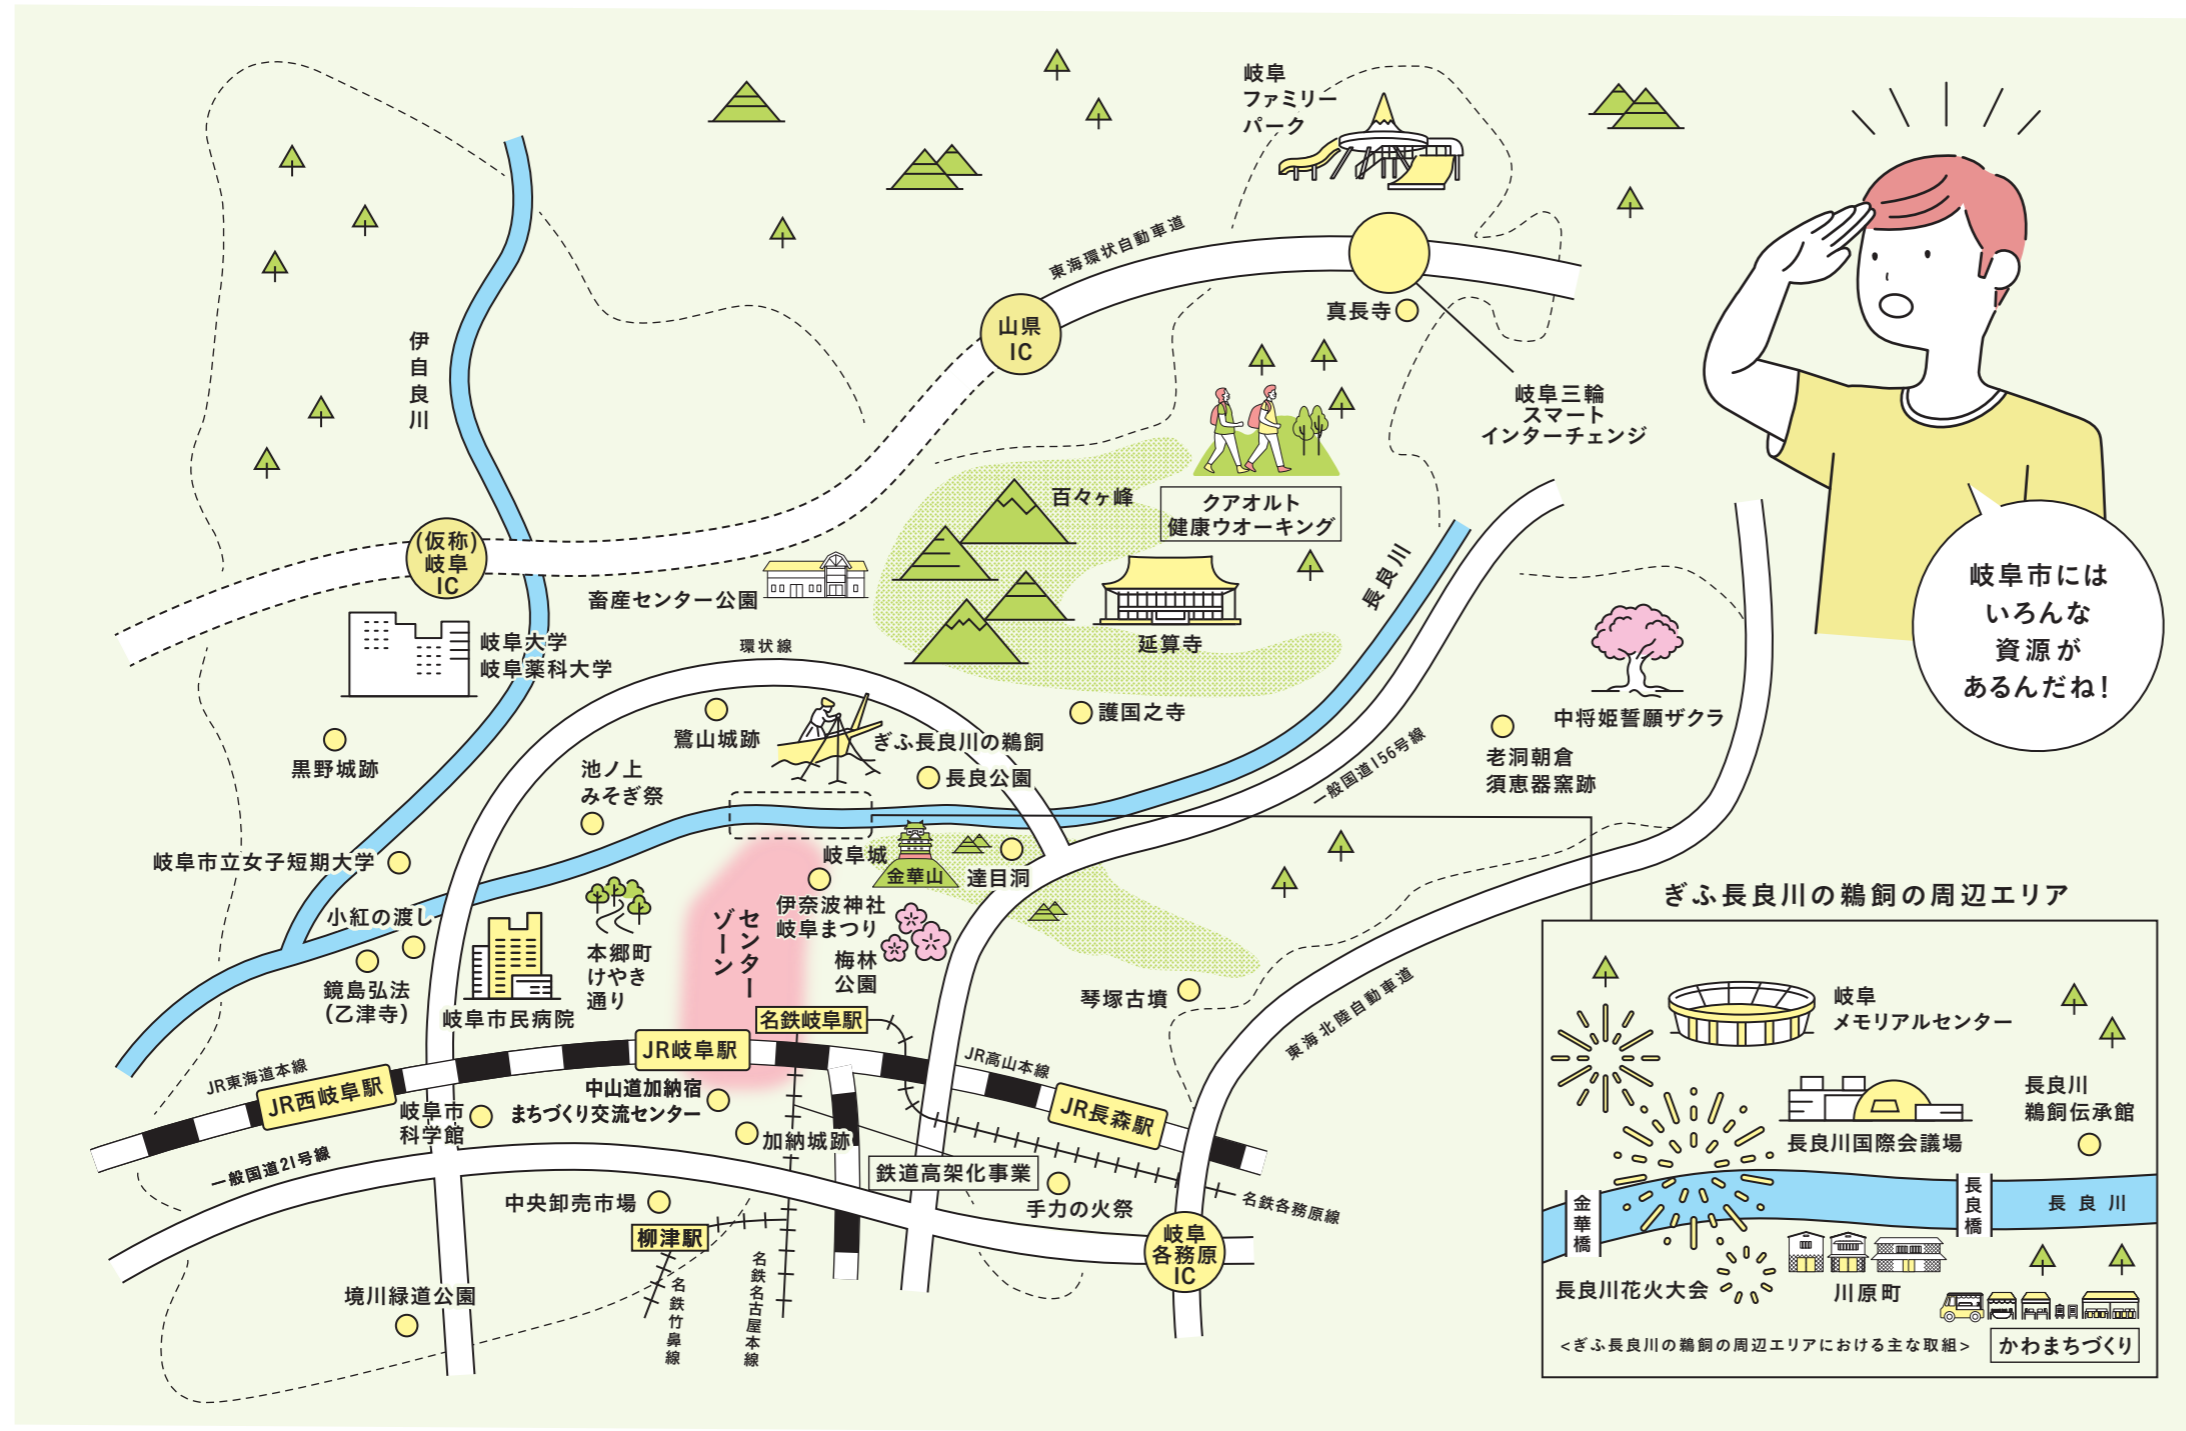 岐阜
ファミリー
パーク
東海環状自動車道
真長寺
山県
IC
岐阜三輪
スマート
インターチェンジ
伊自良川
百々ヶ峰
クアオルト
健康ウオーキング
(仮称)
岐阜
IC
畜産センター公園
延算寺
長良川
岐阜市には
いろんな
資源が
あるんだね！
岐阜大学
岐阜薬科大学
環状線
鷺山城跡
ぎふ長良川の鵜飼
護国之寺
中将姫誓願ザクラ
黒野城跡
池ノ上
みそぎ祭
長良公園
一般国道156号線
老洞朝倉
須恵器窯跡
岐阜市立女子短期大学
岐阜城
金華山
達目洞
小紅の渡し
センター
ゾーン
伊奈波神社
岐阜まつり
本郷町
けやき
通り
梅林
公園
鏡島弘法
(乙津寺)
岐阜市民病院
琴塚古墳
東海北陸自動車道
名鉄岐阜駅
JR岐阜駅
JR東海道本線
JR西岐阜駅
JR高山本線
JR長森駅
中山道加納宿
まちづくり交流センター
岐阜市
科学館
加納城跡
一般国道21号線
鉄道高架化事業
中央卸売市場
手力の火祭
名鉄各務原線
柳津駅
岐阜
各務原
IC
名鉄竹鼻線
名鉄名古屋本線
境川緑道公園
ぎふ長良川の鵜飼の周辺エリア
岐阜
メモリアルセンター
長良川
鵜飼伝承館
長良川国際会議場
金華橋
長良橋
長良川
長良川花火大会
川原町
<ぎふ長良川の鵜飼の周辺エリアにおける主な取組>
かわまちづくり